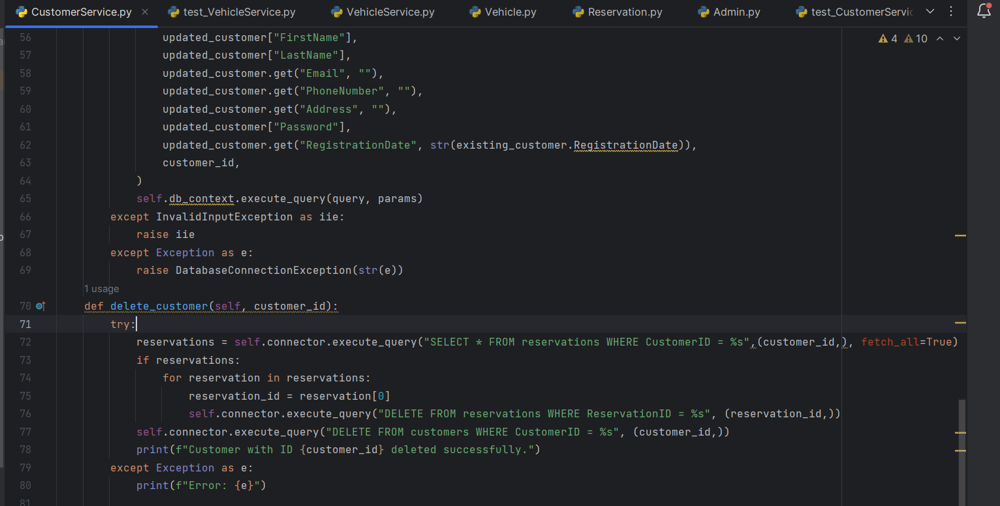 CustomerService.py test_VehicleService.py VehicleService.py Vehicle.py Reservation.py Admin.py test_CustomerServic
4 10
56 updated_customer["FirstName"],
57 updated_customer["LastName"],
58 updated_customer.get("Email", ""),
59 updated_customer.get("PhoneNumber", ""),
60 updated_customer.get("Address", ""),
61 updated_customer["Password"],
62 updated_customer.get("RegistrationDate", str(existing_customer.RegistrationDate)),
63 customer_id,
64 )
65 self.db_context.execute_query(query, params)
66 except InvalidInputException as iie:
67 raise iie
68 except Exception as e:
69 raise DatabaseConnectionException(str(e))
1 usage
70 def delete_customer(self, customer_id):
71 try:
72 reservations = self.connector.execute_query("SELECT * FROM reservations WHERE CustomerID = %s",(customer_id,), fetch_all=True)
73 if reservations:
74 for reservation in reservations:
75 reservation_id = reservation[0]
76 self.connector.execute_query("DELETE FROM reservations WHERE ReservationID = %s", (reservation_id,))
77 self.connector.execute_query("DELETE FROM customers WHERE CustomerID = %s", (customer_id,))
78 print(f"Customer with ID {customer_id} deleted successfully.")
79 except Exception as e:
80 print(f"Error: {e}")
81